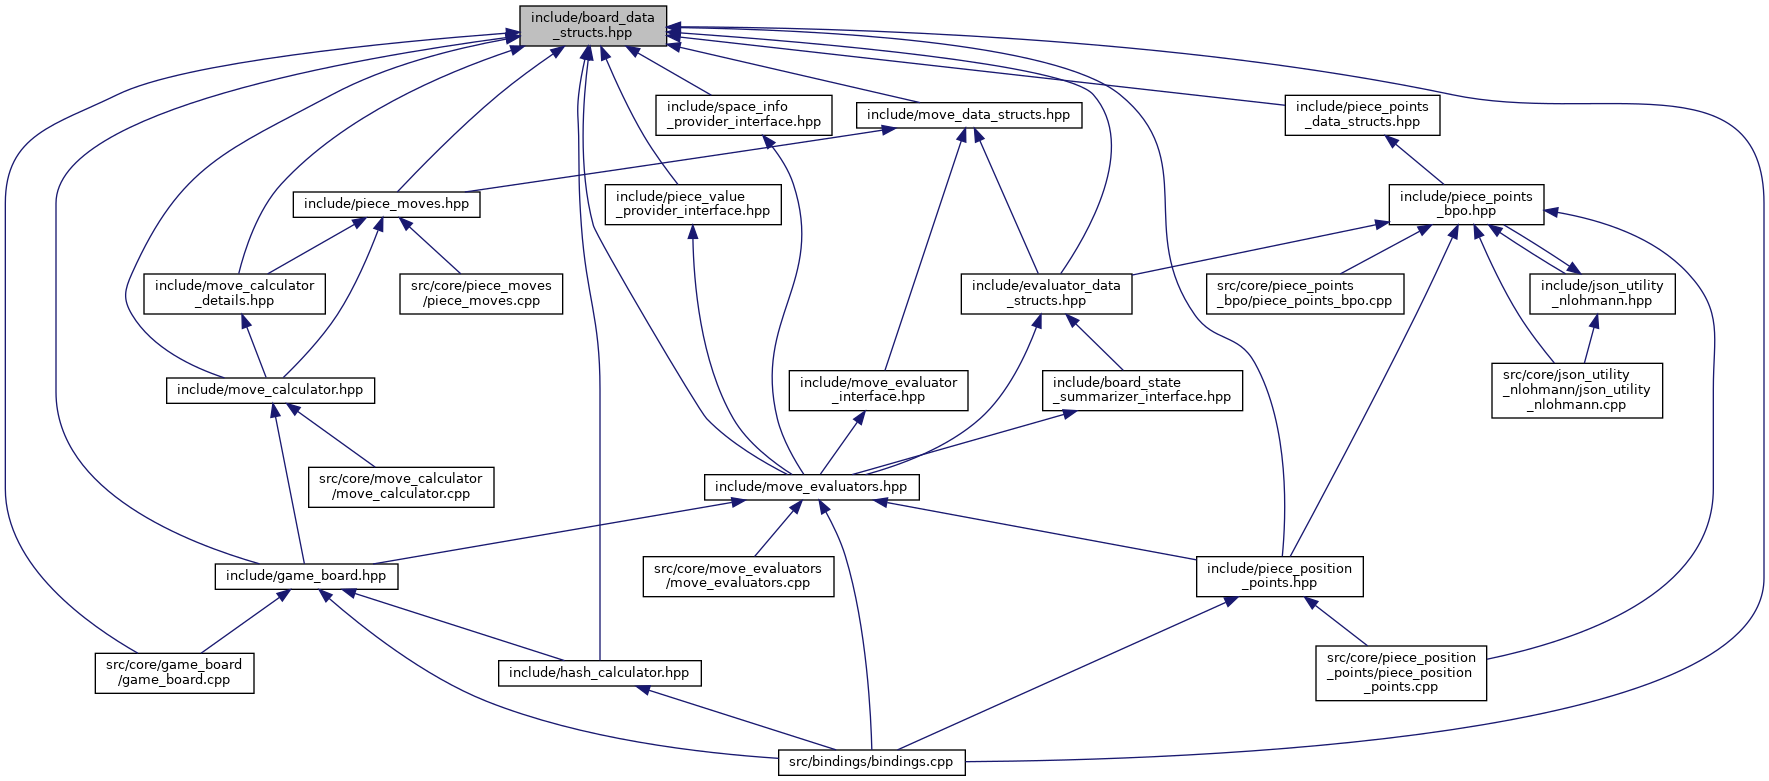 include/board_data
_structs.hpp
include/space_info
_provider_interface.hpp
include/move_data_structs.hpp
include/piece_points
_data_structs.hpp
include/piece_moves.hpp
include/piece_value
_provider_interface.hpp
include/piece_points
_bpo.hpp
include/move_calculator
_details.hpp
src/core/piece_moves
/piece_moves.cpp
include/evaluator_data
_structs.hpp
src/core/piece_points
_bpo/piece_points_bpo.cpp
include/json_utility
_nlohmann.hpp
include/move_calculator.hpp
include/move_evaluator
_interface.hpp
include/board_state
_summarizer_interface.hpp
src/core/json_utility
_nlohmann/json_utility
_nlohmann.cpp
src/core/move_calculator
/move_calculator.cpp
include/move_evaluators.hpp
include/game_board.hpp
src/core/move_evaluators
/move_evaluators.cpp
include/piece_position
_points.hpp
src/core/game_board
/game_board.cpp
include/hash_calculator.hpp
src/core/piece_position
_points/piece_position
_points.cpp
src/bindings/bindings.cpp